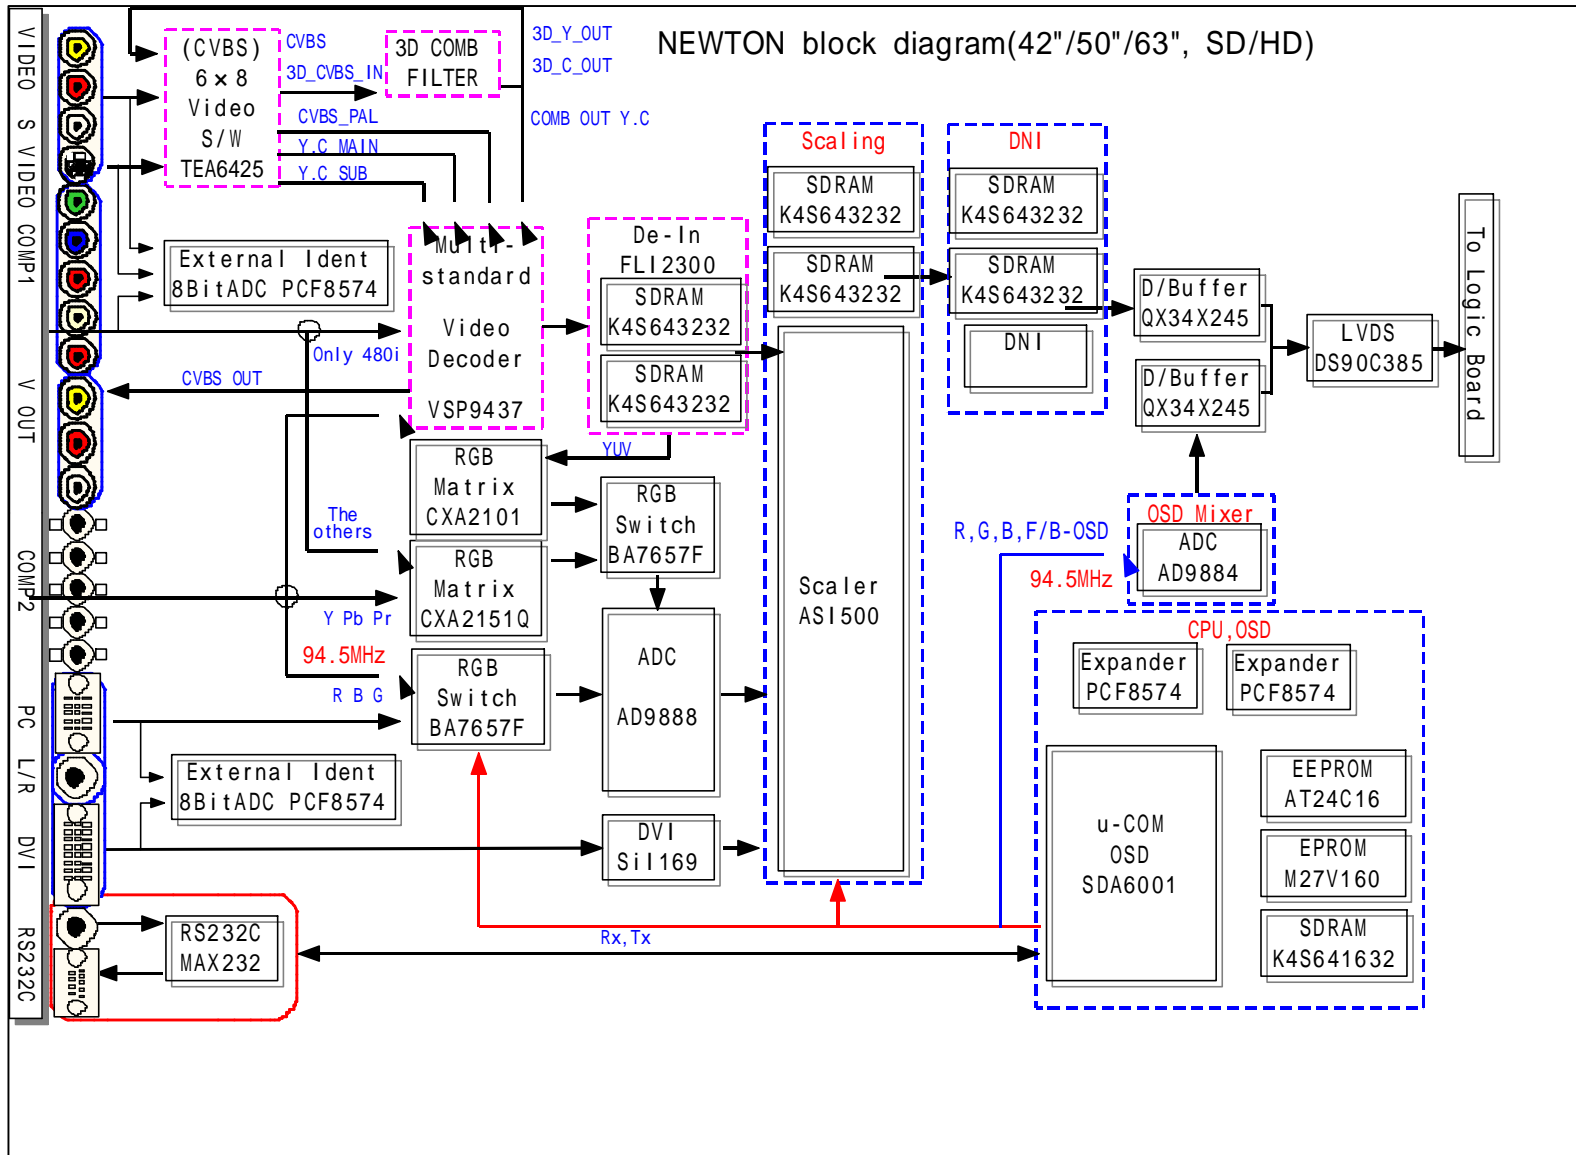 NEWTON block diagram(42"/50"/63", SD/HD)
VIDEO
S VIDEO
COMP1
V OUT
COMP2
PC
L/R
DVI
RS232C
(CVBS)
6×8
Video
S/W
TEA6425
CVBS
3D_CVBS_IN
CVBS_PAL
Y.C MAIN
Y.C SUB
3D COMB
FILTER
3D_Y_OUT
3D_C_OUT
COMB OUT Y.C
External Ident
8BitADC PCF8574
Only 480i
CVBS OUT
Multi-
standard
Video
Decoder
VSP9437
De-In
FLI2300
SDRAM
K4S643232
SDRAM
K4S643232
YUV
Scaling
SDRAM
K4S643232
SDRAM
K4S643232
Scaler
ASI500
DNI
SDRAM
K4S643232
SDRAM
K4S643232
DNI
D/Buffer
QX34X245
D/Buffer
QX34X245
LVDS
DS90C385
To Logic Board
RGB
Matrix
CXA2101
RGB
Switch
BA7657F
The
others
RGB
Matrix
CXA2151Q
Y Pb Pr
94.5MHz
R B G
RGB
Switch
BA7657F
ADC
AD9888
External Ident
8BitADC PCF8574
DVI
SiI169
RS232C
MAX232
Rx,Tx
R,G,B,F/B-OSD
94.5MHz
OSD Mixer
ADC
AD9884
CPU,OSD
Expander
PCF8574
Expander
PCF8574
u-COM
OSD
SDA6001
EEPROM
AT24C16
EPROM
M27V160
SDRAM
K4S641632